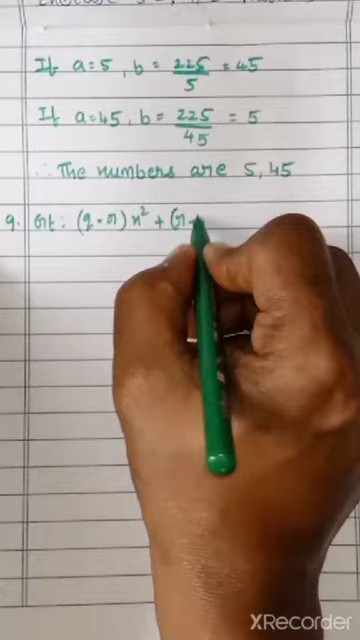 If a=5, b = 225/5 = 45
If a=45, b = 225/45 = 5
∴ The numbers are 5, 45
9. Gt: (q-r)x² + (r-
XRecorder